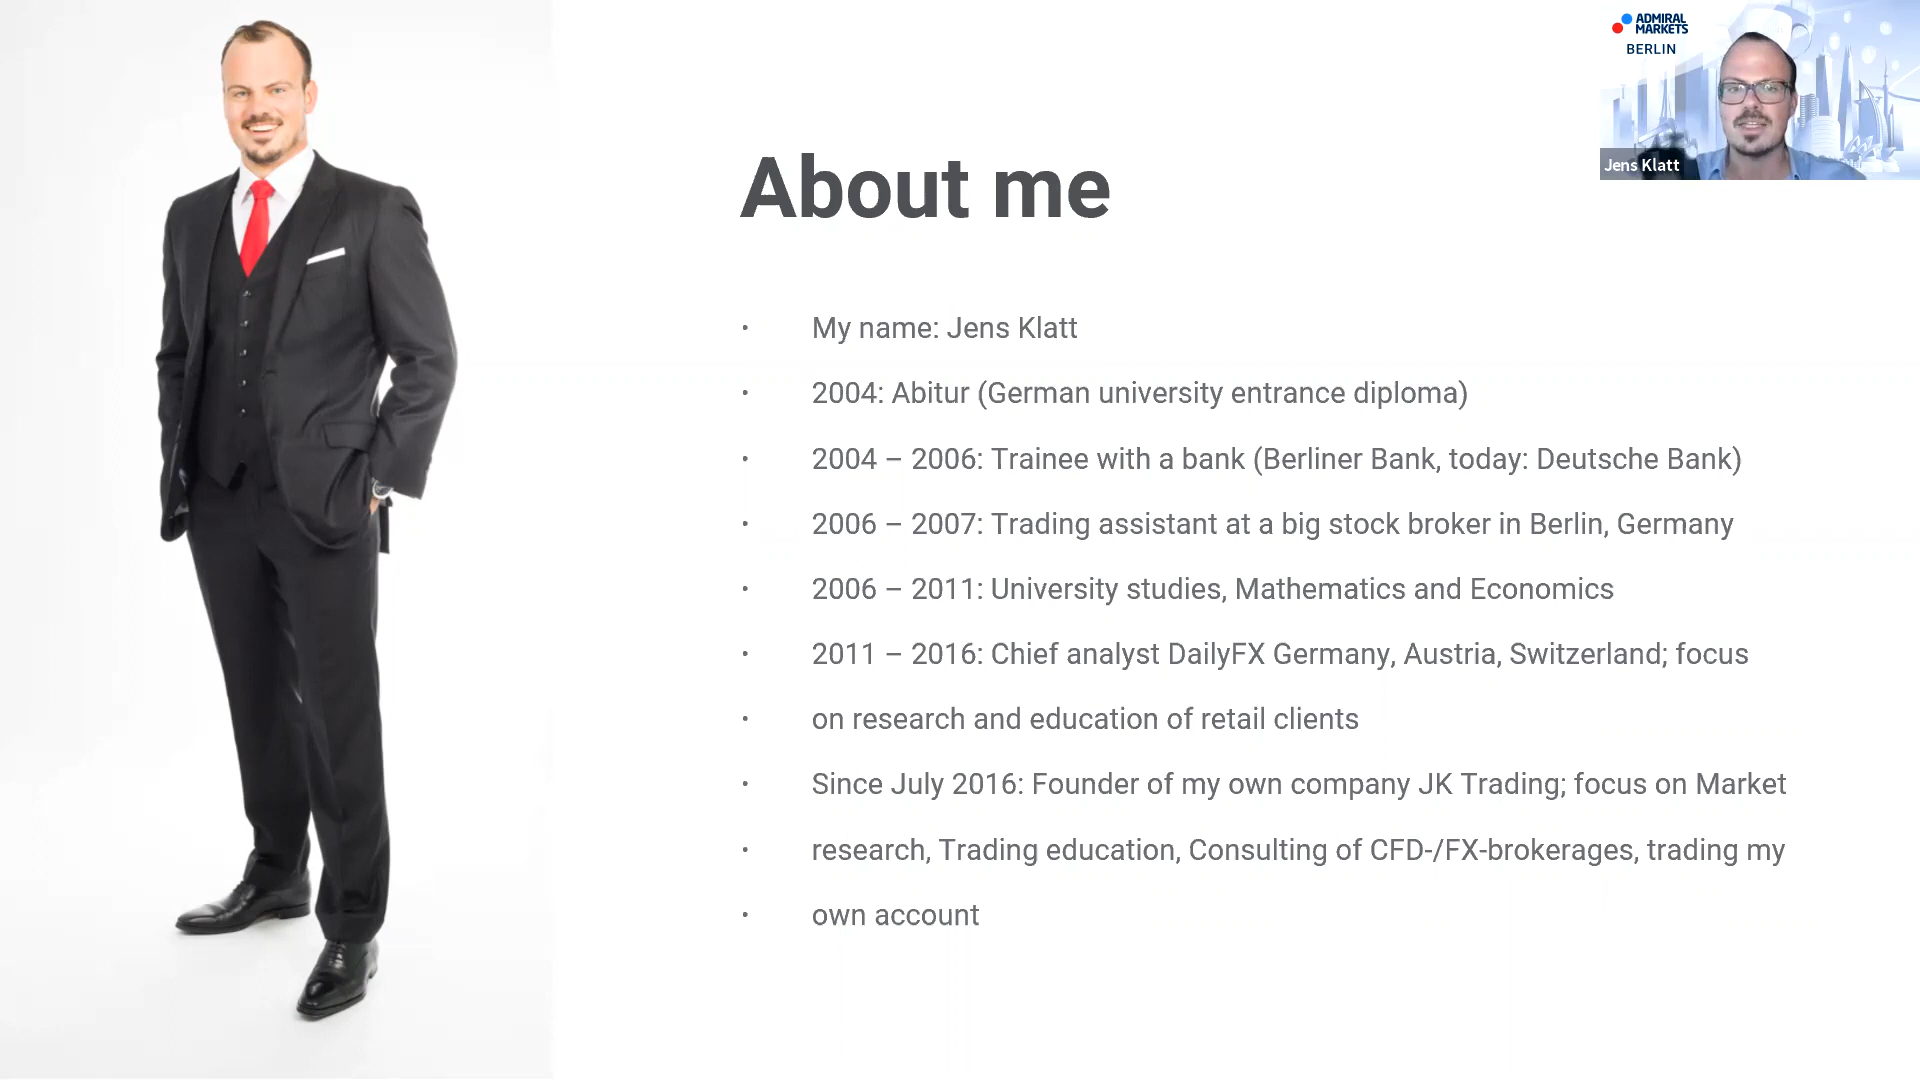 ADMIRAL
MARKETS
BERLIN
Jens Klatt
About me
• My name: Jens Klatt
• 2004: Abitur (German university entrance diploma)
• 2004 – 2006: Trainee with a bank (Berliner Bank, today: Deutsche Bank)
• 2006 – 2007: Trading assistant at a big stock broker in Berlin, Germany
• 2006 – 2011: University studies, Mathematics and Economics
• 2011 – 2016: Chief analyst DailyFX Germany, Austria, Switzerland; focus
• on research and education of retail clients
• Since July 2016: Founder of my own company JK Trading; focus on Market
• research, Trading education, Consulting of CFD-/FX-brokerages, trading my
• own account